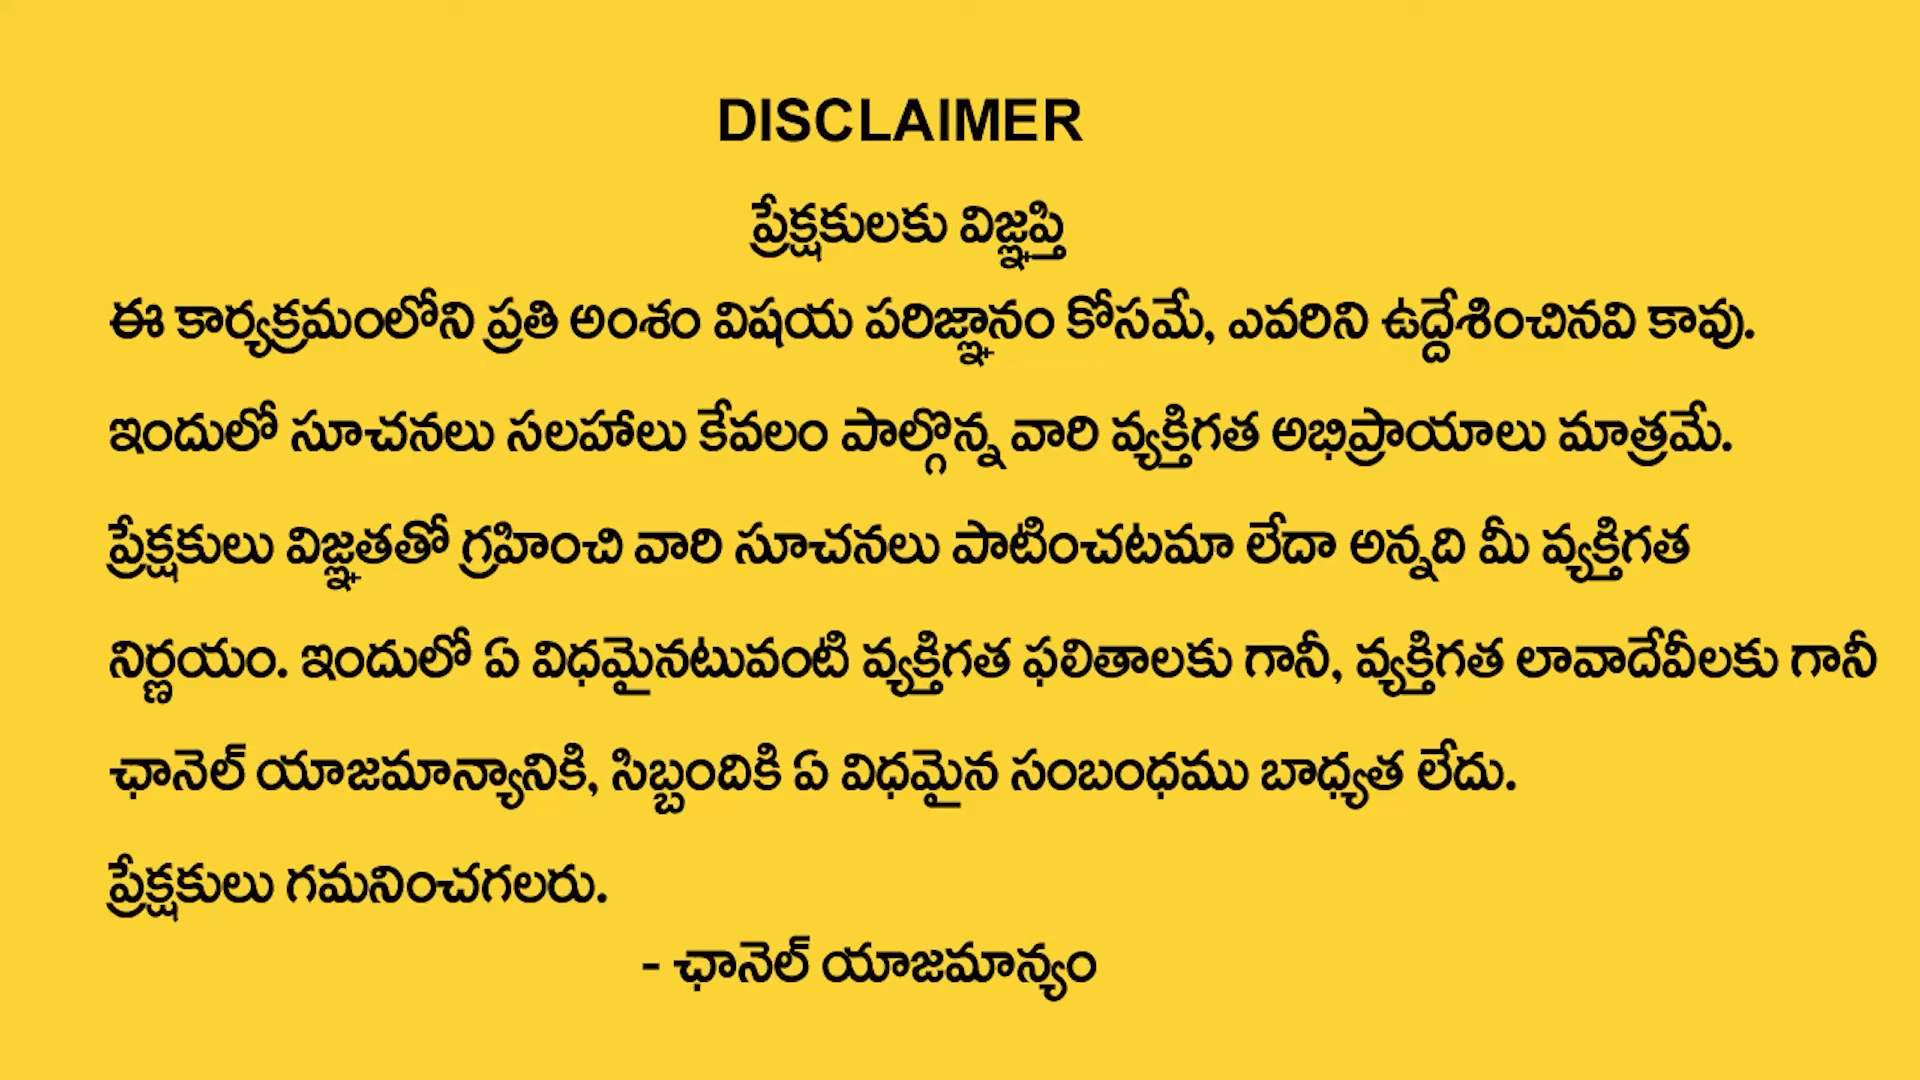 DISCLAIMER
ప్రేక్షకులకు విజ్ఞప్తి
ఈ కార్యక్రమంలోని ప్రతి అంశం విషయ పరిజ్ఞానం కోసమే, ఎవరిని ఉద్దేశించినవి కావు.
ఇందులో సూచనలు సలహాలు కేవలం పాల్గొన్న వారి వ్యక్తిగత అభిప్రాయాలు మాత్రమే.
ప్రేక్షకులు విజ్ఞతతో గ్రహించి వారి సూచనలు పాటించటమా లేదా అన్నది మీ వ్యక్తిగత
నిర్ణయం. ఇందులో ఏ విధమైనటువంటి వ్యక్తిగత ఫలితాలకు గానీ, వ్యక్తిగత లావాదేవీలకు గానీ
ఛానెల్ యాజమాన్యానికి, సిబ్బందికి ఏ విధమైన సంబంధము బాధ్యత లేదు.
ప్రేక్షకులు గమనించగలరు.
- ఛానెల్ యాజమాన్యం